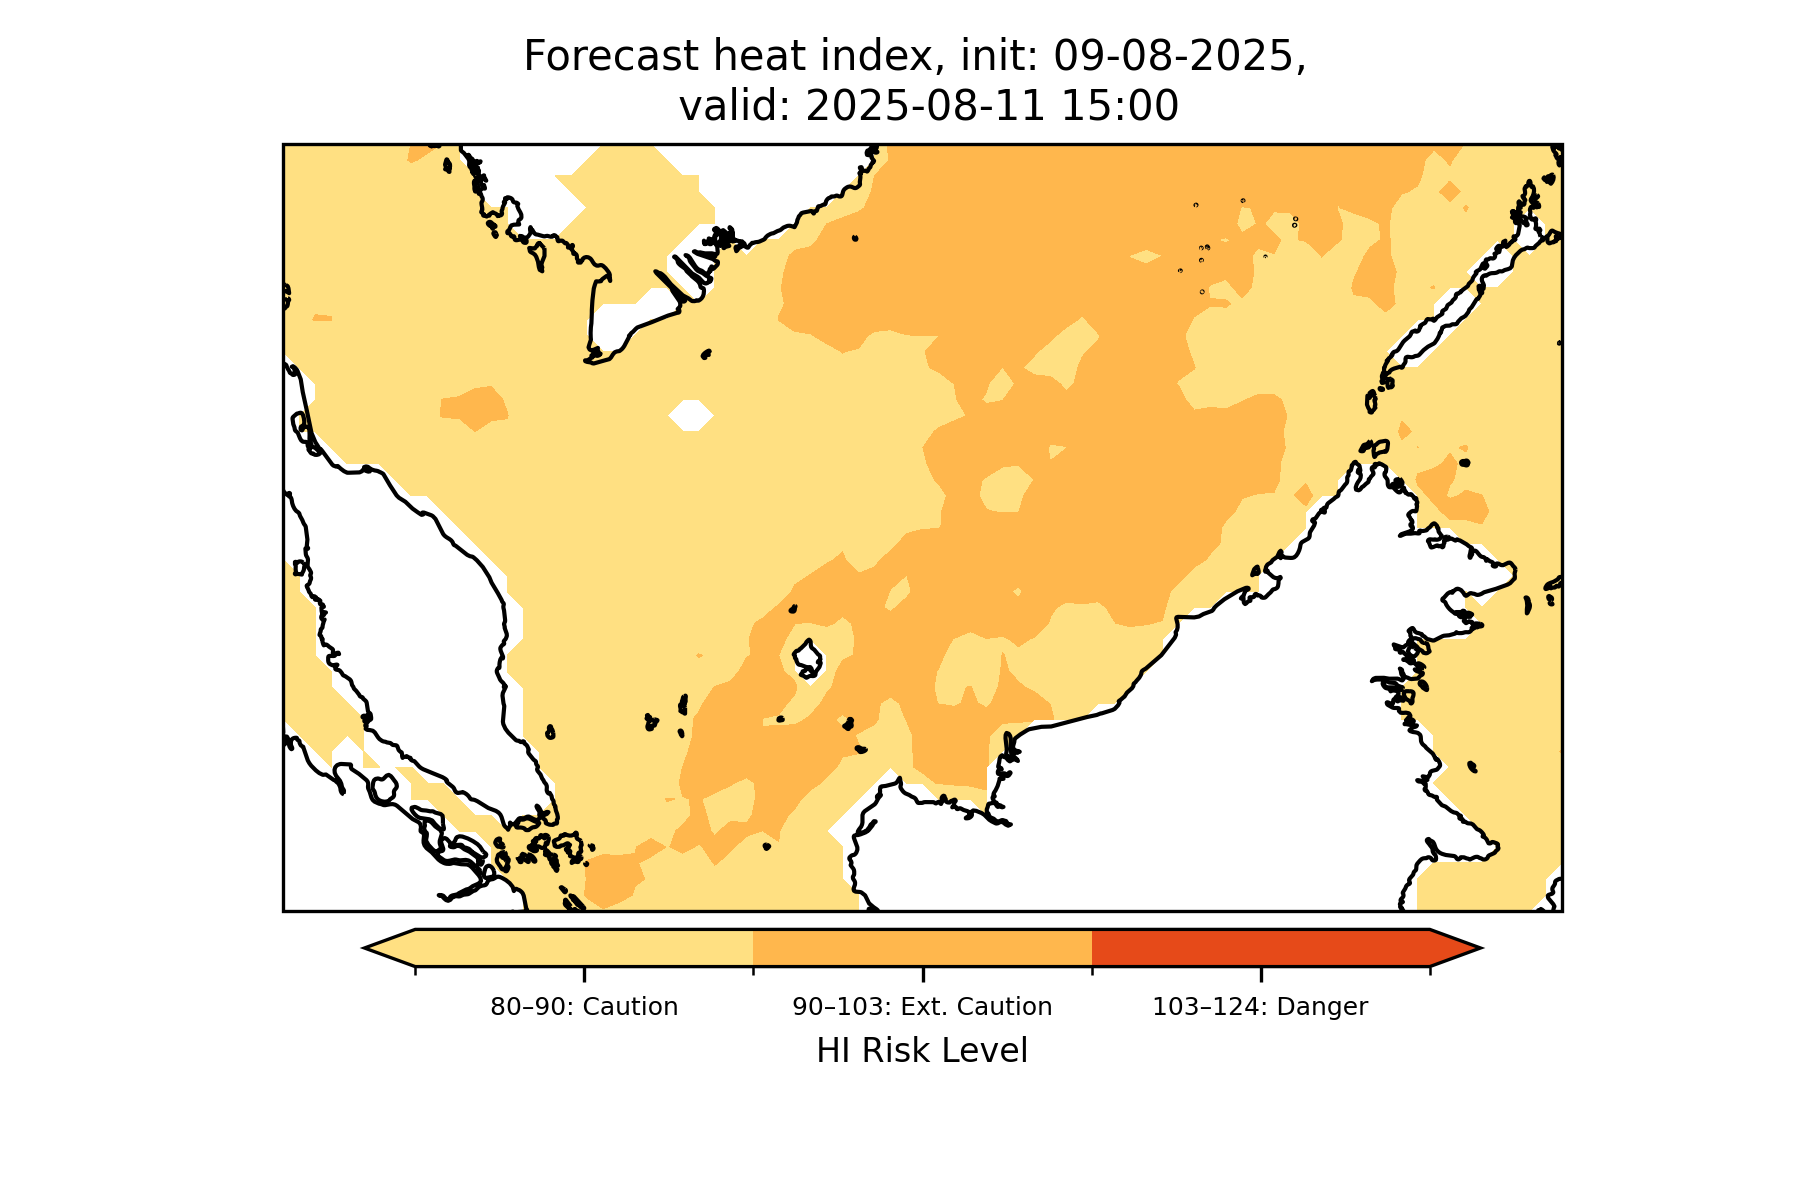 Forecast heat index, init: 09-08-2025,
valid: 2025-08-11 15:00
80–90: Caution
90–103: Ext. Caution
103–124: Danger
HI Risk Level